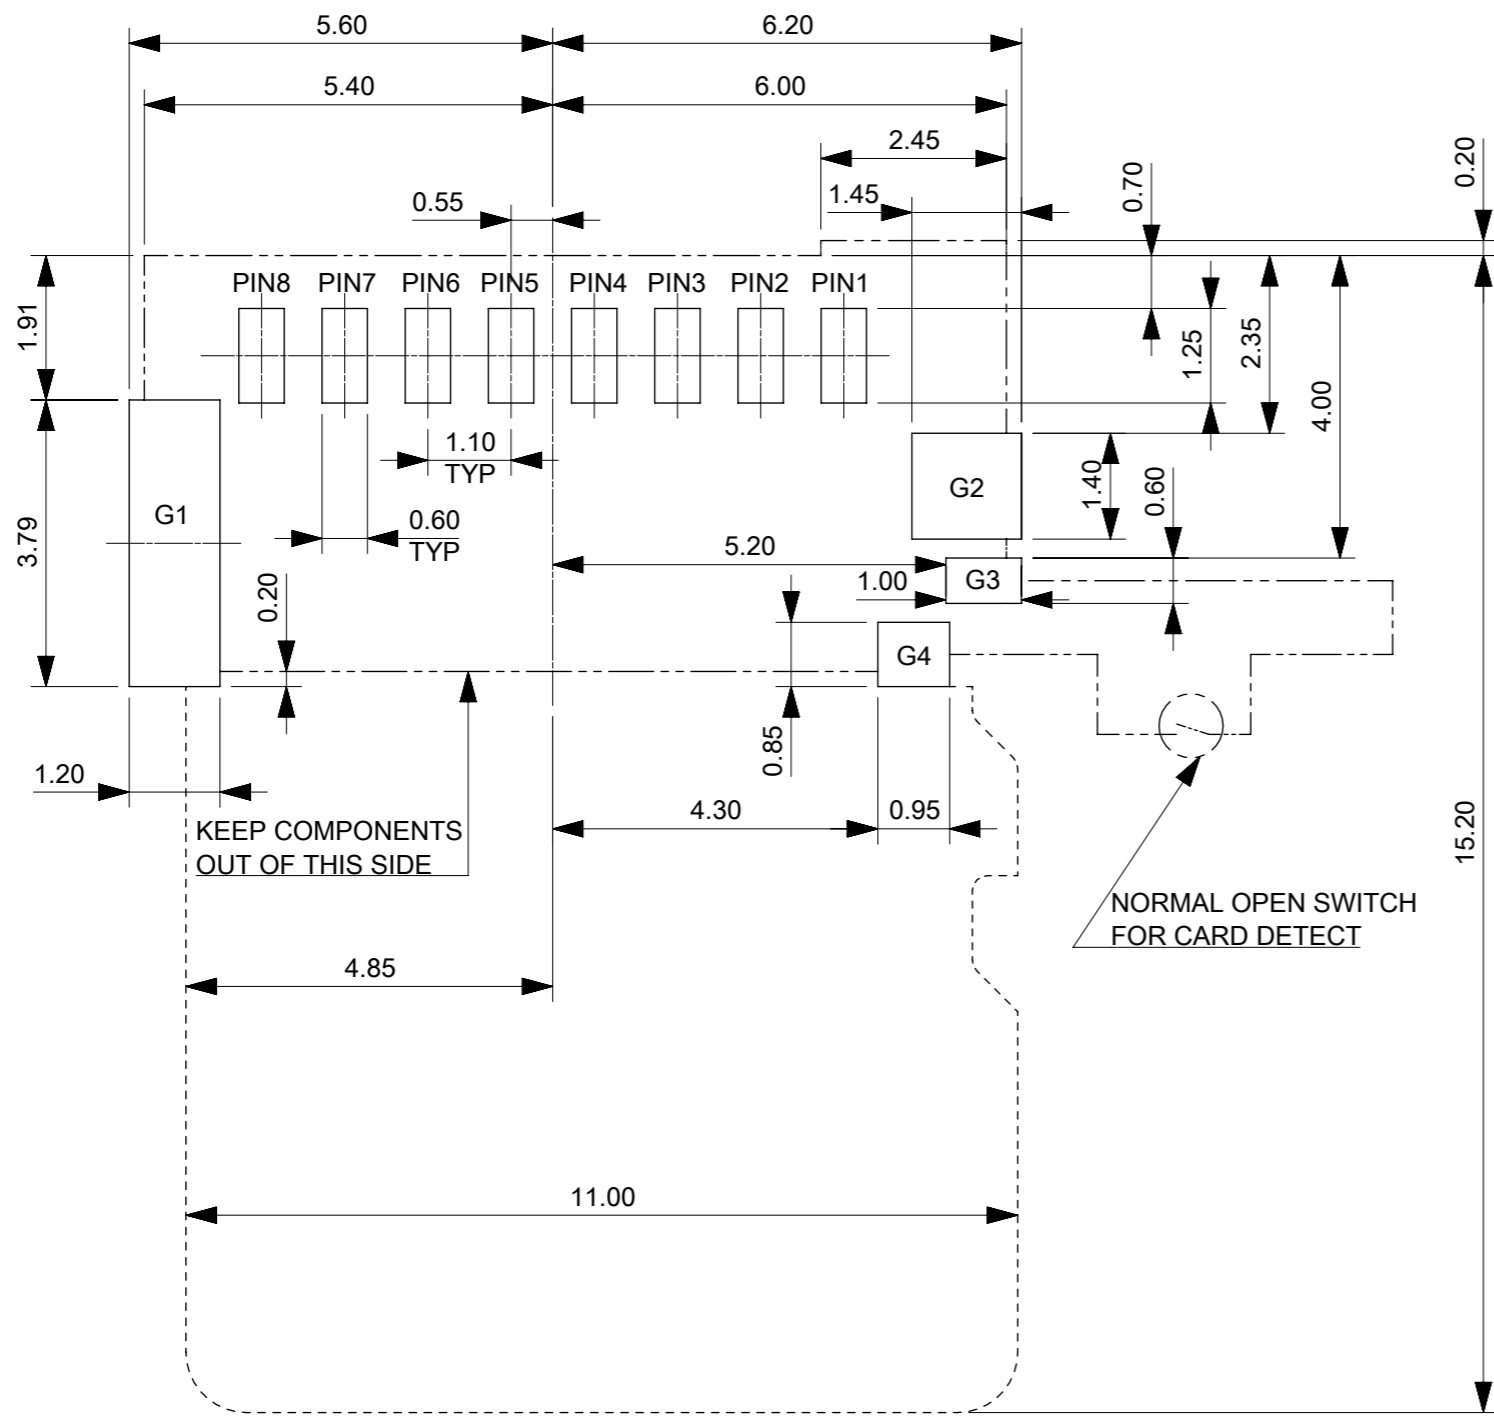 5.60
6.20
5.40
6.00
2.45
0.20
0.70
0.55
1.45
PIN8
PIN7
PIN6
PIN5
PIN4
PIN3
PIN2
PIN1
1.91
1.25
2.35
4.00
1.10
TYP
G2
1.40
0.60
G1
0.60
TYP
3.79
5.20
0.20
1.00
G3
G4
0.85
1.20
KEEP COMPONENTS
OUT OF THIS SIDE
4.30
0.95
15.20
NORMAL OPEN SWITCH
FOR CARD DETECT
4.85
11.00